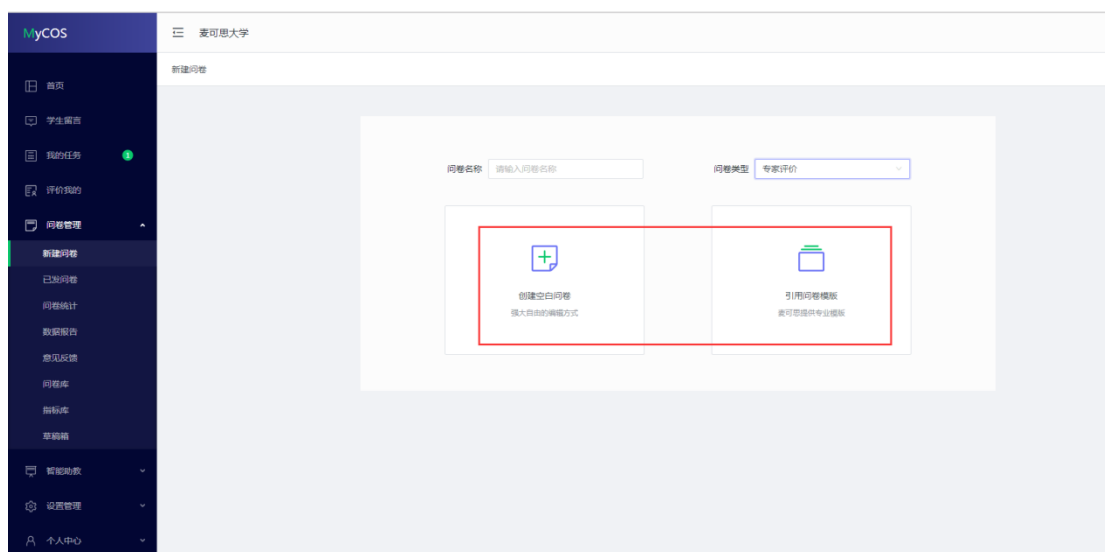 MyCOS
麦可思大学
新建问卷
首页
学生留言
我的任务 1
评价我的
问卷管理
新建问卷
已发问卷
问卷统计
数据报告
意见反馈
问卷库
指标库
草稿箱
智能助教
设置管理
个人中心
问卷名称 请输入问卷名称
问卷类型 专家评价
创建空白问卷
强大自由的编辑方式
引用问卷模版
麦可思提供专业模版